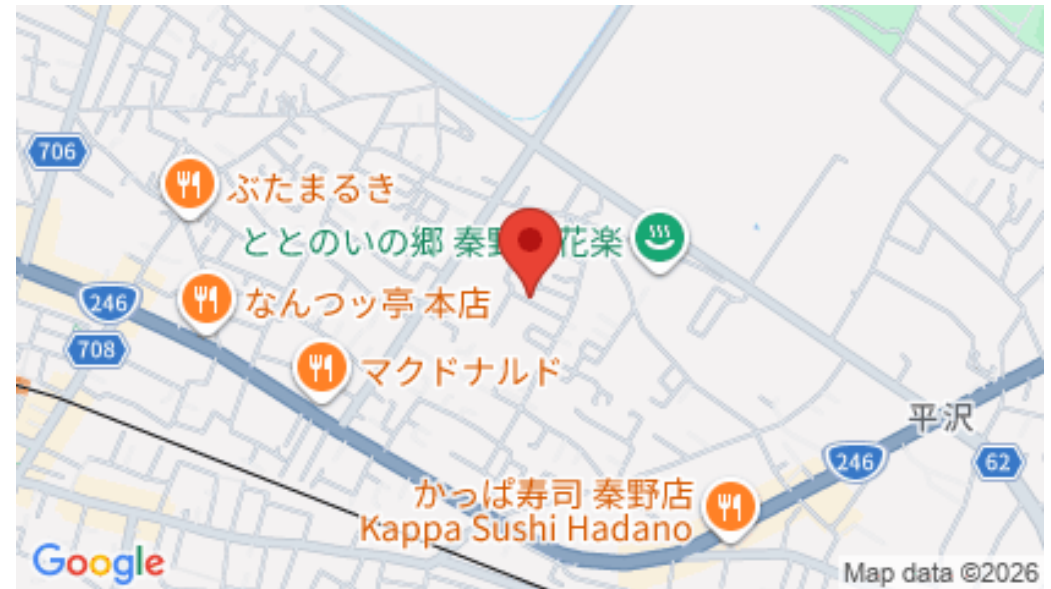 706
ぶたまるき
ととのいの郷 秦野 花楽
246
なんつッ亭 本店
708
マクドナルド
平沢
246
62
かっぱ寿司 秦野店
Kappa Sushi Hadano
Google
Map data ©2026